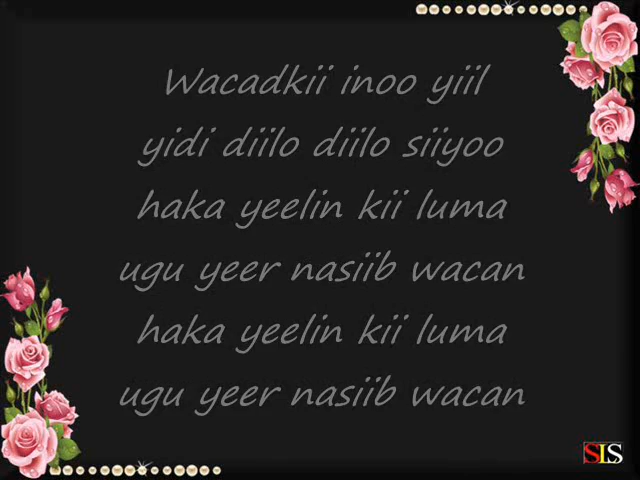 Wacadkii inoo yiil
yidi diilo diilo siiyoo
haka yeelin kii luma
ugu yeer nasiib wacan
haka yeelin kii luma
ugu yeer nasiib wacan
SLS